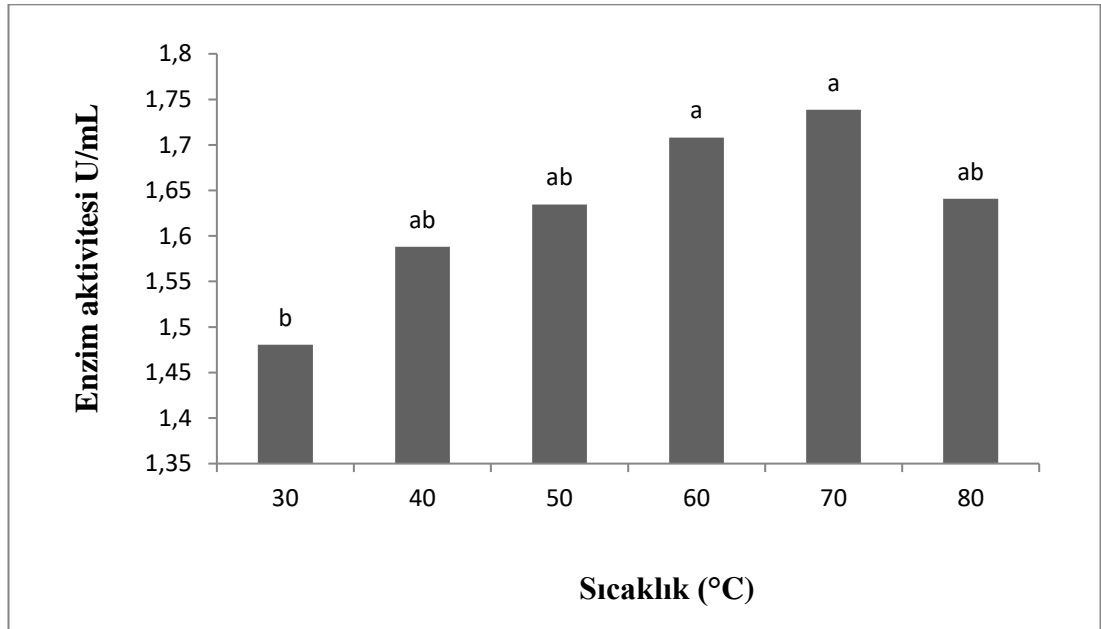 1,8
1,75
1,7
1,65
1,6
1,55
1,5
1,45
1,4
1,35
Enzim aktivitesi U/mL
b
ab
ab
a
a
ab
30 40 50 60 70 80
Sıcaklık (°C)